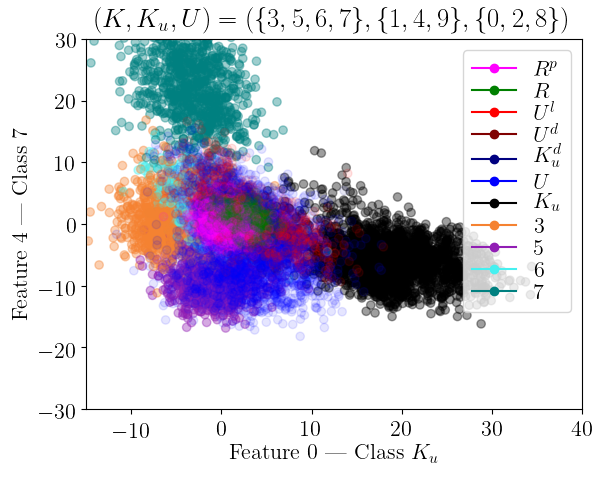 (K, K_u, U) = ({3, 5, 6, 7}, {1, 4, 9}, {0, 2, 8})
Feature 4 — Class 7
30
20
10
0
−10
−20
−30
R^p
R
U^l
U^d
K_u^d
U
K_u
3
5
6
7
−10
0
10
20
30
40
Feature 0 — Class K_u